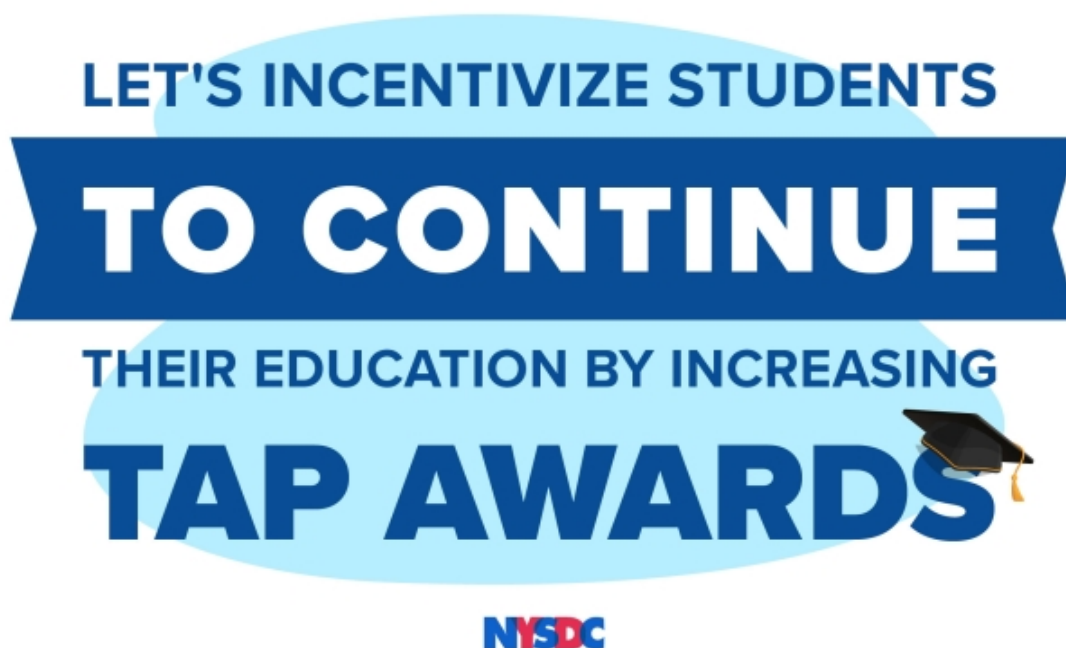 LET'S INCENTIVIZE STUDENTS
TO CONTINUE
THEIR EDUCATION BY INCREASING
TAP AWARDS
NYSDC